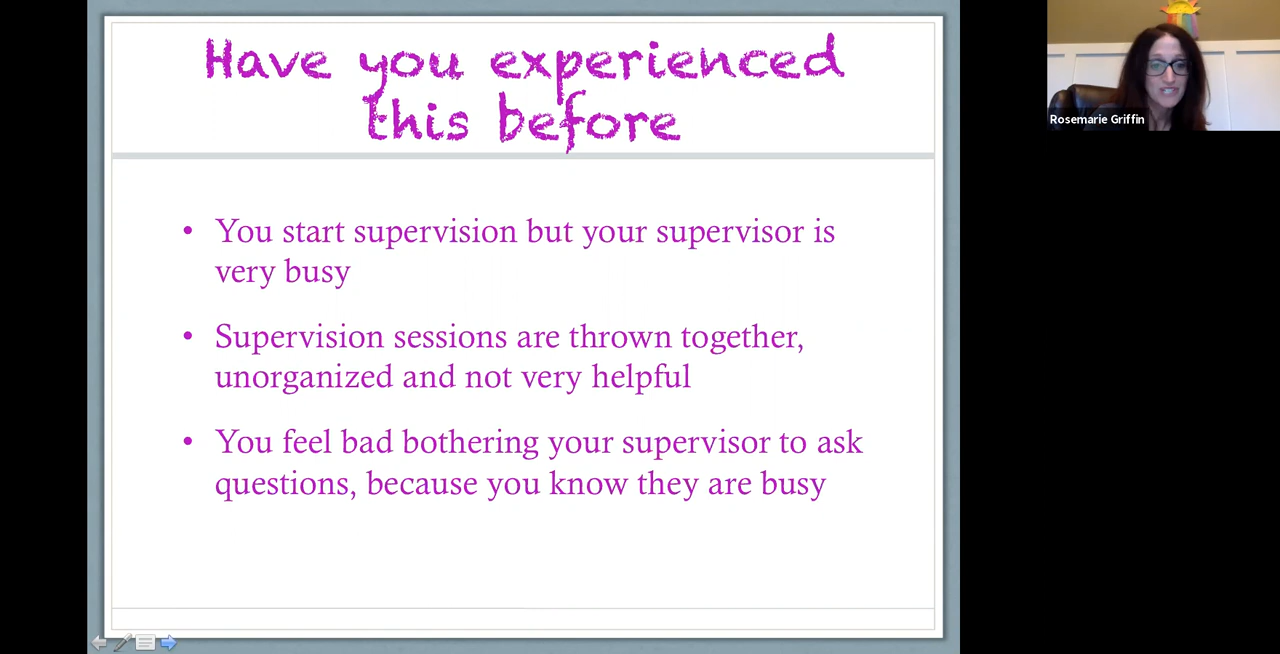 Have you experienced
this before
• You start supervision but your supervisor is
very busy
• Supervision sessions are thrown together,
unorganized and not very helpful
• You feel bad bothering your supervisor to ask
questions, because you know they are busy
Rosemarie Griffin